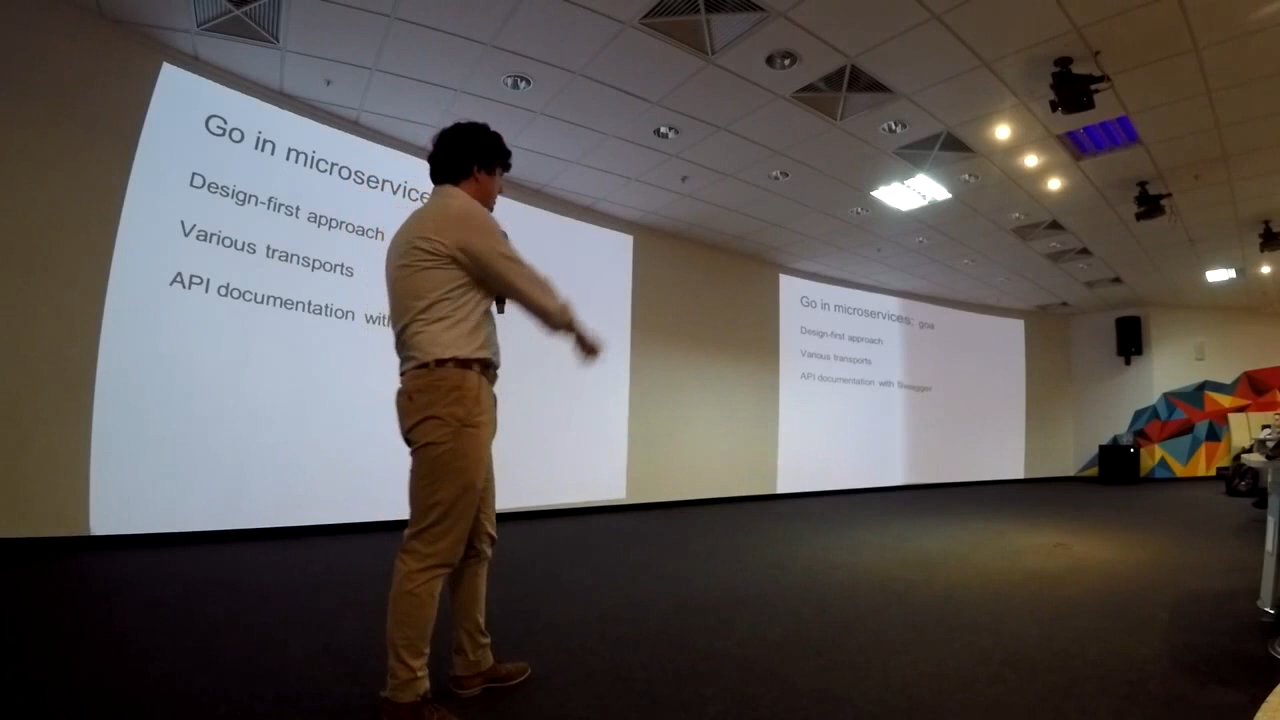 Go in microservice
Design-first approach
Various transports
API documentation with
Go in microservices: goa
Design-first approach
Various transports
API documentation with Swagger